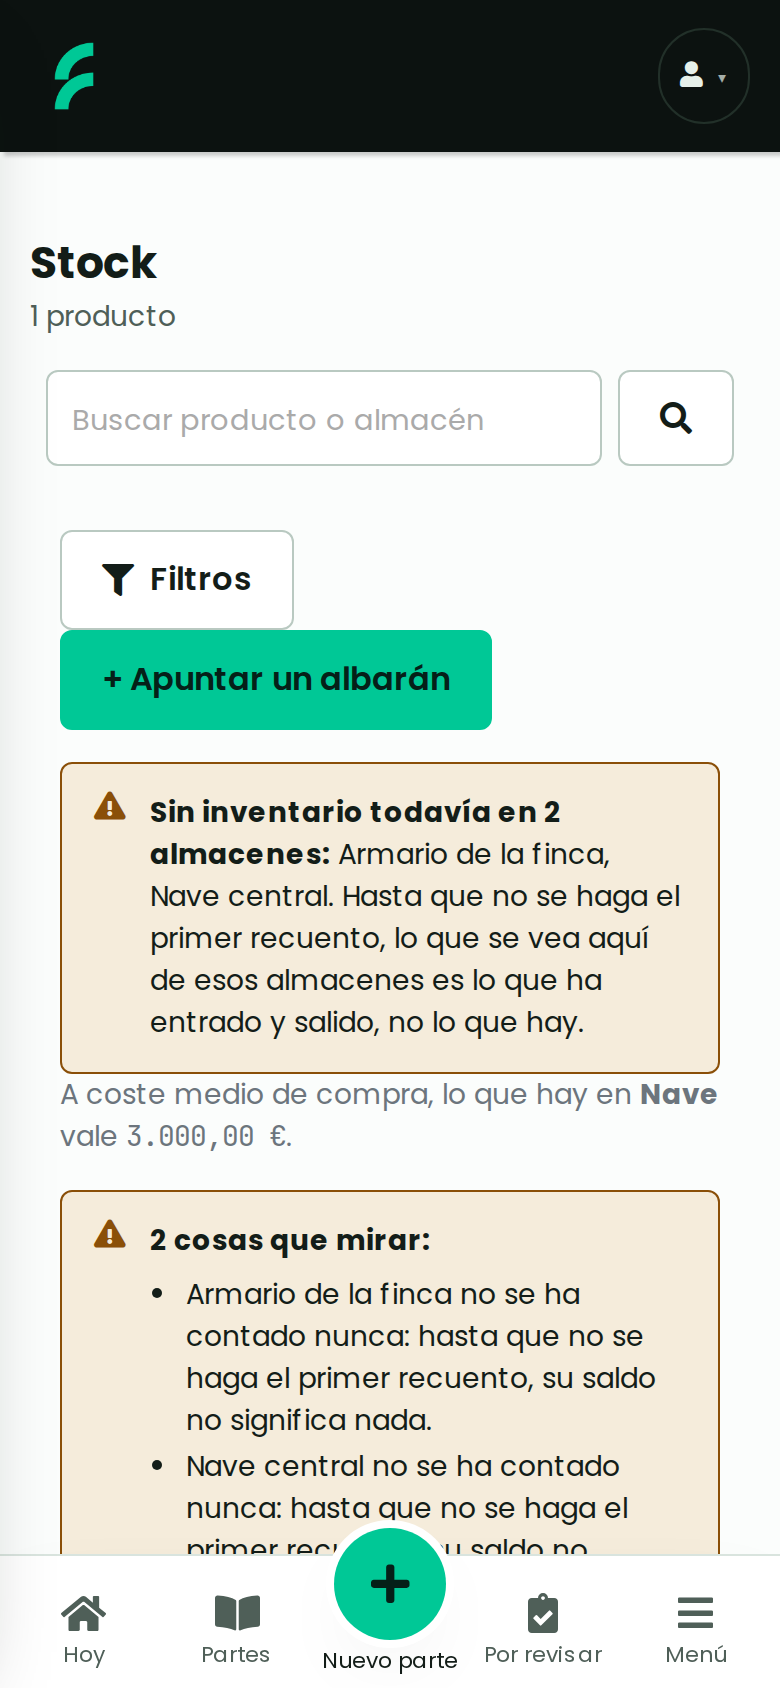 Stock
1 producto
Buscar producto o almacén
Filtros
+ Apuntar un albarán
Sin inventario todavía en 2
almacenes: Armario de la finca,
Nave central. Hasta que no se haga el
primer recuento, lo que se vea aquí
de esos almacenes es lo que ha
entrado y salido, no lo que hay.
A coste medio de compra, lo que hay en Nave
vale 3.000,00 €.
2 cosas que mirar:
• Armario de la finca no se ha
contado nunca: hasta que no se
haga el primer recuento, su saldo
no significa nada.
• Nave central no se ha contado
nunca: hasta que no se haga el
primer su saldo no
Hoy
Partes
Nuevo parte
Por revisar
Menú